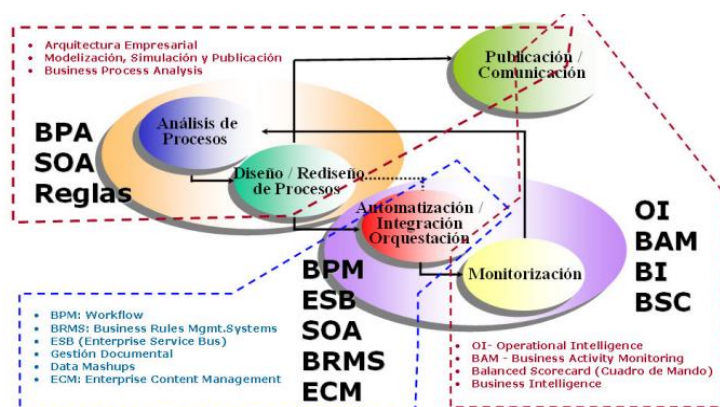 Arquitectura Empresarial
Modelización, Simulación y Publicación
Business Process Analysis
Publicación /
Comunicación
BPA
SOA
Reglas
Análisis de
Procesos
Diseño / Rediseño
de Procesos
Automatización /
Integración
Orquestación
Monitorización
OI
BAM
BI
BSC
BPM
ESB
SOA
BRMS
ECM
BPM: Workflow
BRMS: Business Rules Mgmt.Systems
ESB (Enterprise Service Bus)
Gestión Documental
Data Mashups
ECM: Enterprise Content Management
OI- Operational Intelligence
BAM - Business Activity Monitoring
Balanced Scorecard (Cuadro de Mando)
Business Intelligence